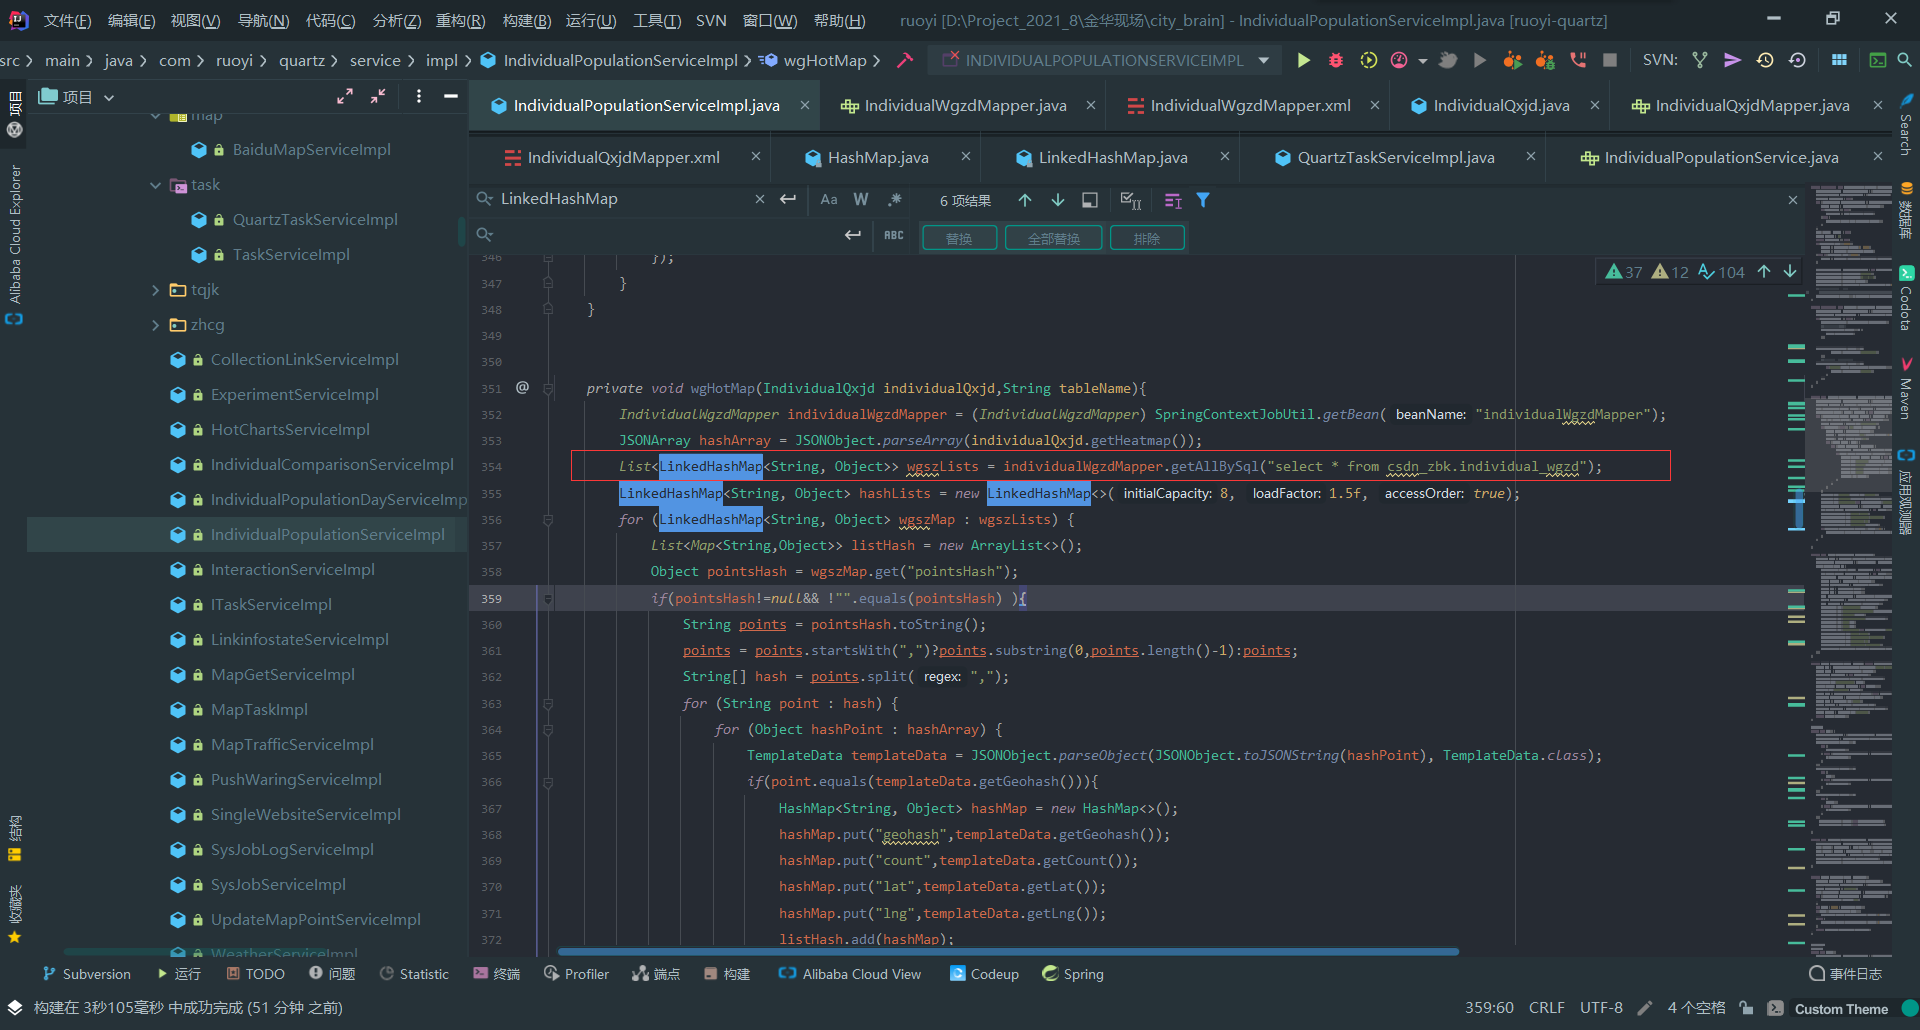 文件(F) 编辑(E) 视图(V) 导航(N) 代码(C) 分析(Z) 重构(R) 构建(B) 运行(U) 工具(T) SVN 窗口(W) 帮助(H) ruoyi [D:\Project_2021_8\金华现场\city_brain] - IndividualPopulationServiceImpl.java [ruoyi-quartz]
src main java com ruoyi quartz service impl IndividualPopulationServiceImpl wgHotMap INDIVIDUALPOPULATIONSERVICEIMPL SVN:
项目
IndividualPopulationServiceImpl.java IndividualWgzdMapper.java IndividualWgzdMapper.xml IndividualQxjd.java IndividualQxjdMapper.java
IndividualQxjdMapper.xml HashMap.java LinkedHashMap.java QuartzTaskServiceImpl.java IndividualPopulationService.java
LinkedHashMap Aa W .* 6 项结果
ABC 替换 全部替换 排除
37 12 104
项目
Alibaba Cloud Explorer
结构
收藏夹
map
BaiduMapServiceImpl
task
QuartzTaskServiceImpl
TaskServiceImpl
tqjk
zhcg
CollectionLinkServiceImpl
ExperimentServiceImpl
HotChartsServiceImpl
IndividualComparisonServiceImpl
IndividualPopulationDayServiceImp
IndividualPopulationServiceImpl
InteractionServiceImpl
ITaskServiceImpl
LinkinfostateServiceImpl
MapGetServiceImpl
MapTaskImpl
MapTrafficServiceImpl
PushWaringServiceImpl
SingleWebsiteServiceImpl
SysJobLogServiceImpl
SysJobServiceImpl
UpdateMapPointServiceImpl
WeatherServiceImpl
346 });
347 }
348 }
349
350
351 @ private void wgHotMap(IndividualQxjd individualQxjd,String tableName){
352 IndividualWgzdMapper individualWgzdMapper = (IndividualWgzdMapper) SpringContextJobUtil.getBean( beanName: "individualWgzdMapper");
353 JSONArray hashArray = JSONObject.parseArray(individualQxjd.getHeatmap());
354 List<LinkedHashMap<String, Object>> wgszLists = individualWgzdMapper.getAllBySql("select * from csdn_zbk.individual_wgzd");
355 LinkedHashMap<String, Object> hashLists = new LinkedHashMap<>( initialCapacity: 8, loadFactor: 1.5f, accessOrder: true);
356 for (LinkedHashMap<String, Object> wgszMap : wgszLists) {
357 List<Map<String,Object>> listHash = new ArrayList<>();
358 Object pointsHash = wgszMap.get("pointsHash");
359 if(pointsHash!=null&& !"".equals(pointsHash) ){
360 String points = pointsHash.toString();
361 points = points.startsWith(",")?points.substring(0,points.length()-1):points;
362 String[] hash = points.split( regex: ",");
363 for (String point : hash) {
364 for (Object hashPoint : hashArray) {
365 TemplateData templateData = JSONObject.parseObject(JSONObject.toJSONString(hashPoint), TemplateData.class);
366 if(point.equals(templateData.getGeohash())){
367 HashMap<String, Object> hashMap = new HashMap<>();
368 hashMap.put("geohash",templateData.getGeohash());
369 hashMap.put("count",templateData.getCount());
370 hashMap.put("lat",templateData.getLat());
371 hashMap.put("lng",templateData.getLng());
372 listHash.add(hashMap);
Search
数据库
Codota
Maven
应用观测器
Subversion 运行 TODO 问题 Statistic 终端 Profiler 端点 构建 Alibaba Cloud View Codeup Spring 事件日志
构建在 3秒105毫秒 中成功完成 (51 分钟 之前) 359:60 CRLF UTF-8 4 个空格 Custom Theme